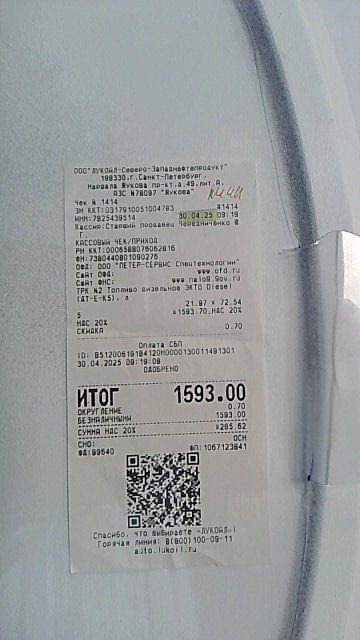 ООО"ЛУКОЙЛ-Северо-Западнефтепродукт"
198330,г.Санкт-Петербург,
Маршала Жукова пр-кт,д.49,лит А,
АЗС №78097 "Жукова"
Чек № 1414 #1414
ЗН ККТ:0317910051004783 30.04.25 09:19
ИНН:7825439514
Кассир:Старший продавец Чередниченко Ю
Г.
КАССОВЫЙ ЧЕК/ПРИХОД
РН ККТ:0006588076062816
ФН:7380440801090276
ОФД: ООО "ПЕТЕР-СЕРВИС Спецтехнологии"
Сайт ОФД: www.ofd.ru
Сайт ФНС: www.nalog.gov.ru
ТРК №2 Топливо дизельное ЭКТО Diesel
(ДТ-Е-К5), л
21.97 x 72.54
5 ≡1593.70_НДС 20%
НДС 20%
СКИДКА 0.70
Оплата СБП
30.04.2025 09:19:08
ОДОБРЕНО
ИТОГ 1593.00
ОКРУГЛЕНИЕ 0.70
БЕЗНАЛИЧНЫМИ 1593.00
СУММА НДС 20% ≡265.62
СНО: ОСН
ФД:99640 ФП:1067123841
Спасибо, что выбираете «ЛУКОЙЛ»!
Горячая линия: 8(800)100-09-11
auto.lukoil.ru